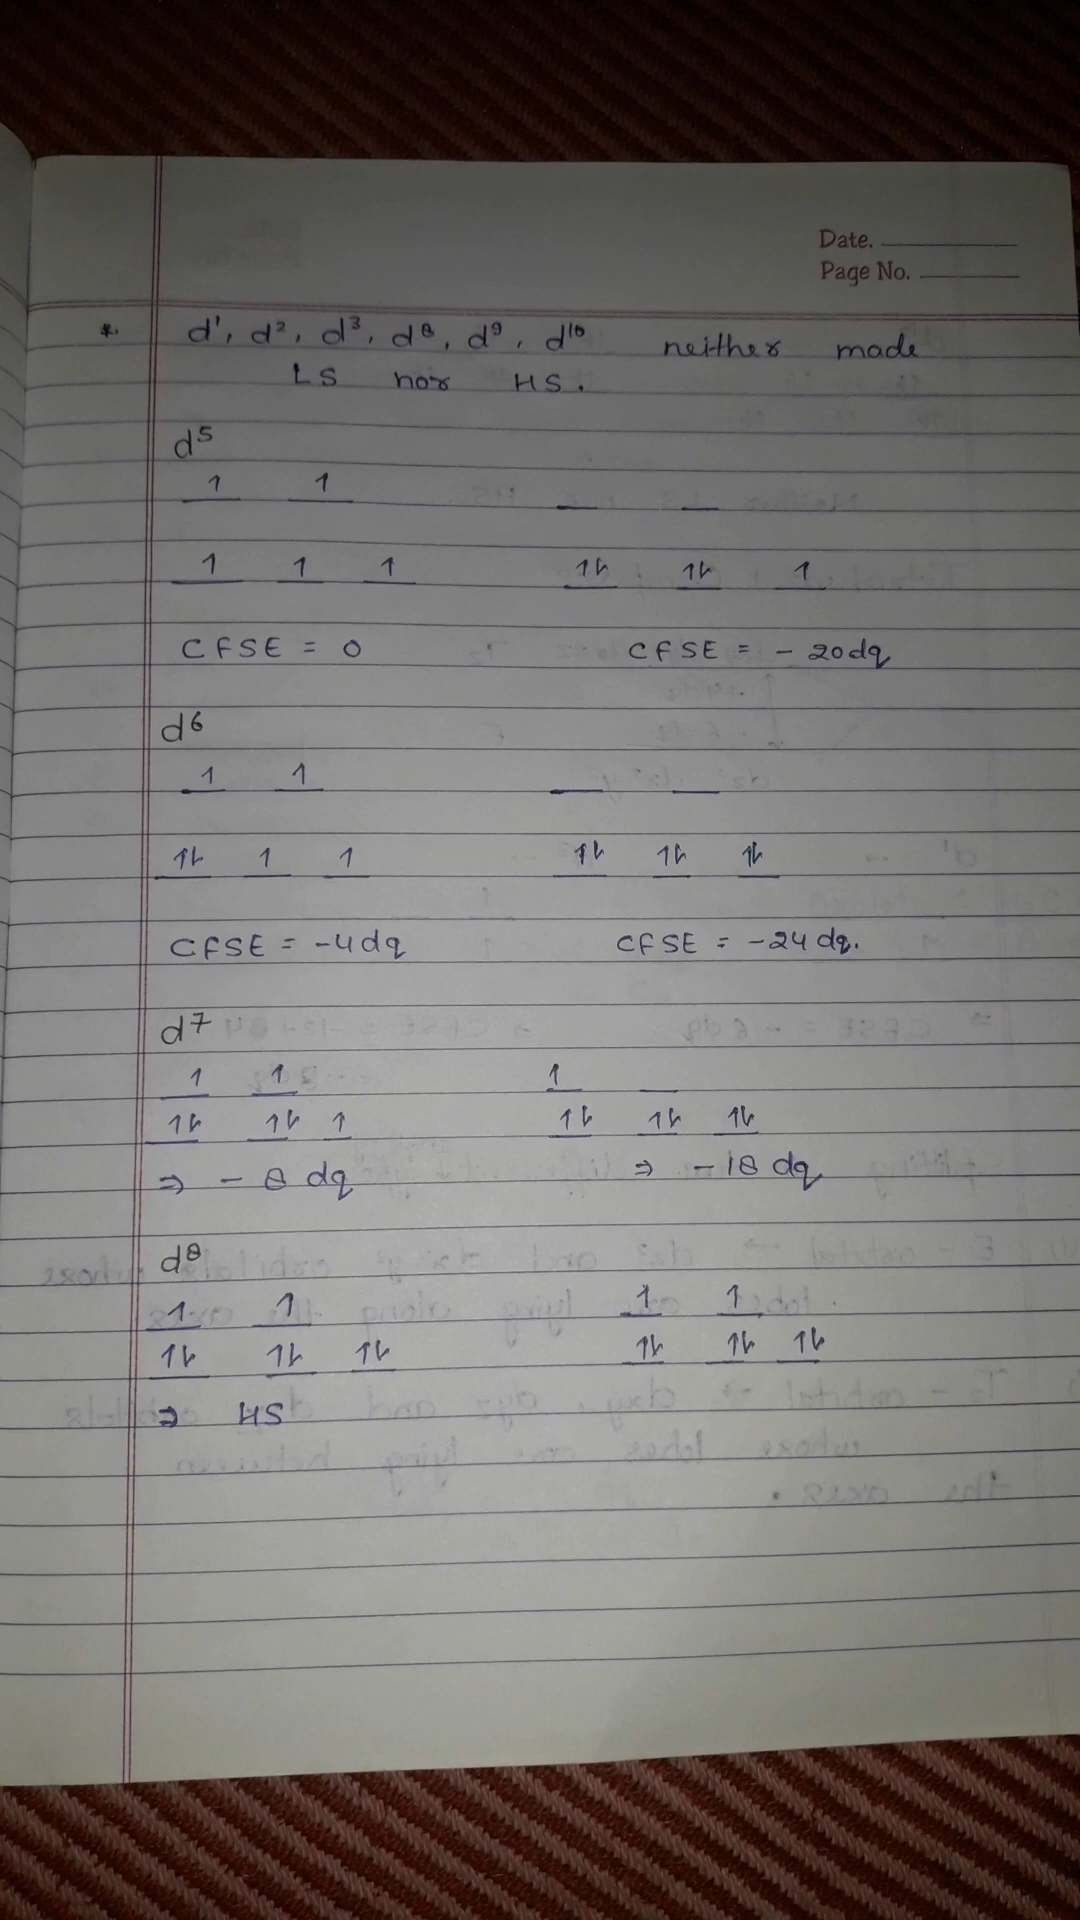 Date.
Page No.
* d¹, d², d³, d⁸, d⁹, d¹⁰ neither made
LS nor HS.
d⁵
1 1 _ _
1 1 1 1L 1L 1
CFSE = 0 CFSE = - 20dq
d6
1 1 _ _
1L 1 1 1L 1L 1L
CFSE = -4dq CFSE = -24 dq.
d7
1 1 1 _
1L 1L 1 1L 1L 1L
⇒ - 8 dq ⇒ -18 dq
d⁸
1 1 1 1
1L 1L 1L 1L 1L 1L
⇒ HS